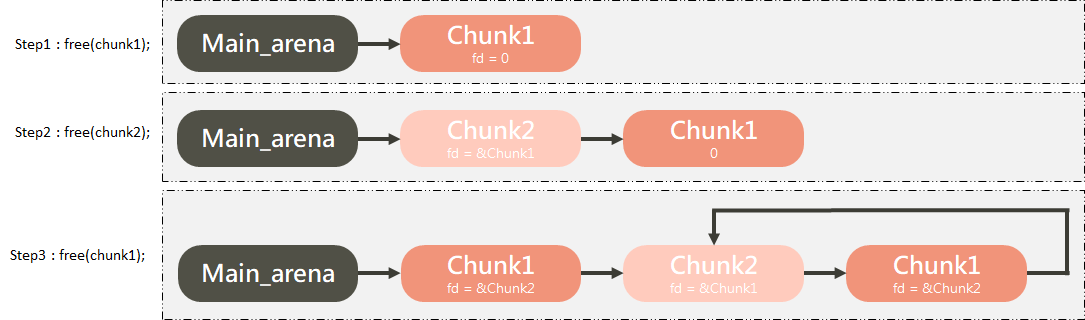 Step1 : free(chunk1);
Main_arena
Chunk1
fd = 0
Step2 : free(chunk2);
Main_arena
Chunk2
fd = &Chunk1
Chunk1
0
Step3 : free(chunk1);
Main_arena
Chunk1
fd = &Chunk2
Chunk2
fd = &Chunk1
Chunk1
fd = &Chunk2